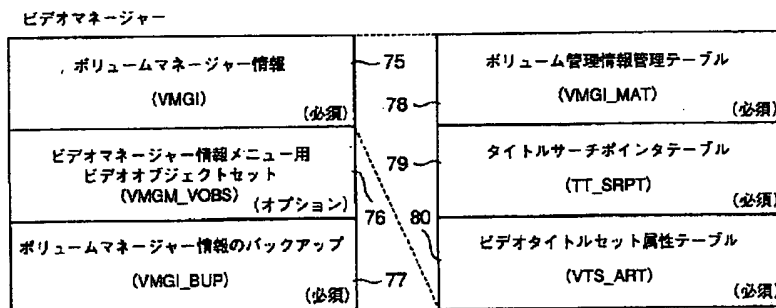 ビデオマネージャー
ボリュームマネージャー情報
(VMGI)
(必須)
75
ビデオマネージャー情報メニュー用
ビデオオブジェクトセット
(VMGM_VOBS)
(オプション)
76
ボリュームマネージャー情報のバックアップ
(VMGI_BUP)
(必須)
77
78
ボリューム管理情報管理テーブル
(VMGI_MAT)
(必須)
79
タイトルサーチポインタテーブル
(TT_SRPT)
(必須)
80
ビデオタイトルセット属性テーブル
(VTS_ART)
(必須)